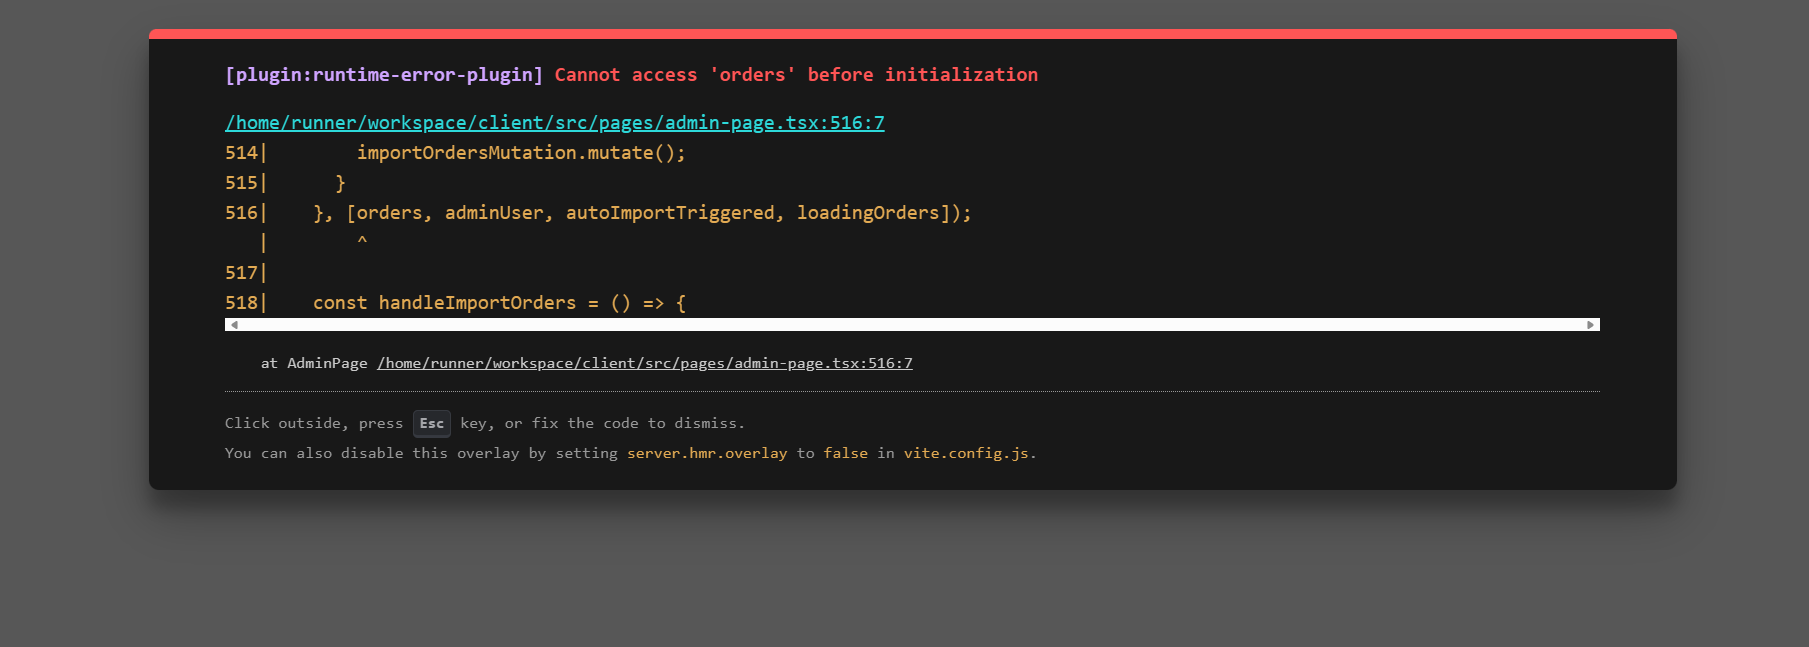 [plugin:runtime-error-plugin] Cannot access 'orders' before initialization
/home/runner/workspace/client/src/pages/admin-page.tsx:516:7
514|        importOrdersMutation.mutate();
515|      }
516|    }, [orders, adminUser, autoImportTriggered, loadingOrders]);
   |        ^
517|
518|    const handleImportOrders = () => {
at AdminPage /home/runner/workspace/client/src/pages/admin-page.tsx:516:7
Click outside, press Esc key, or fix the code to dismiss.
You can also disable this overlay by setting server.hmr.overlay to false in vite.config.js.